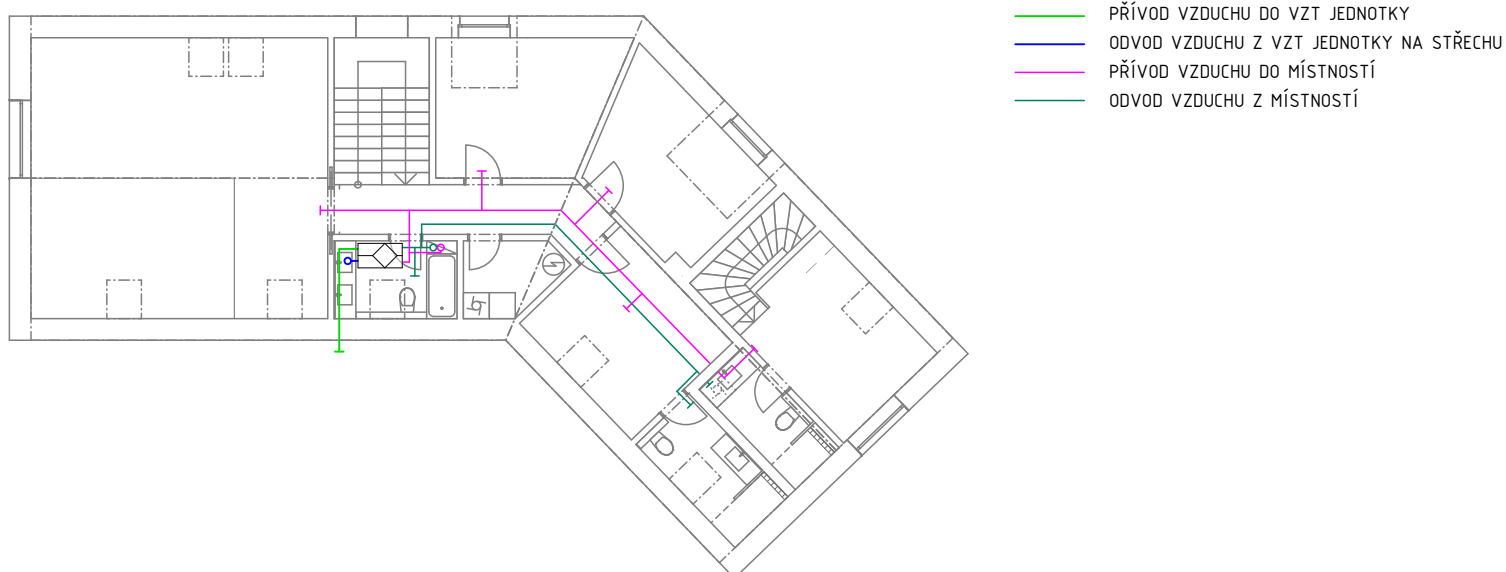 PŘÍVOD VZDUCHU DO VZT JEDNOTKY
ODVOD VZDUCHU Z VZT JEDNOTKY NA STŘECHU
PŘÍVOD VZDUCHU DO MÍSTNOSTÍ
ODVOD VZDUCHU Z MÍSTNOSTÍ